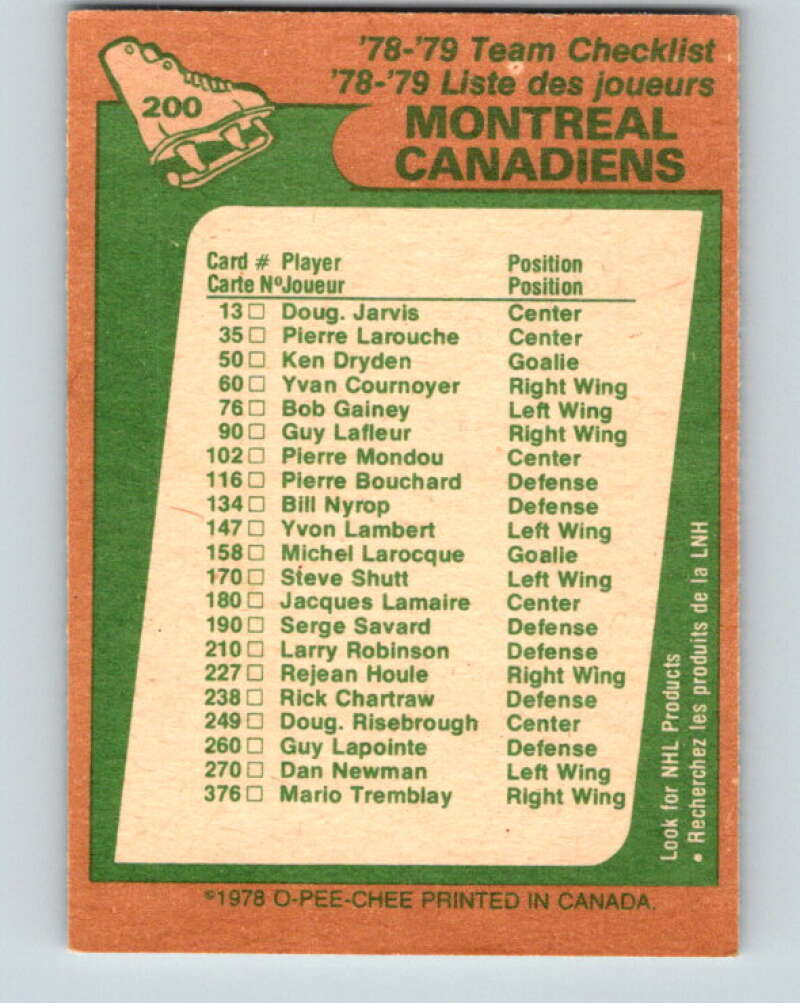 200
'78-'79 Team Checklist
'78-'79 Liste des joueurs
MONTREAL
CANADIENS
Card # Player Position
Carte Nº Joueur Position
13 □ Doug. Jarvis Center
35 □ Pierre Larouche Center
50 □ Ken Dryden Goalie
60 □ Yvan Cournoyer Right Wing
76 □ Bob Gainey Left Wing
90 □ Guy Lafleur Right Wing
102 □ Pierre Mondou Center
116 □ Pierre Bouchard Defense
134 □ Bill Nyrop Defense
147 □ Yvon Lambert Left Wing
158 □ Michel Larocque Goalie
170 □ Steve Shutt Left Wing
180 □ Jacques Lamaire Center
190 □ Serge Savard Defense
210 □ Larry Robinson Defense
227 □ Rejean Houle Right Wing
238 □ Rick Chartraw Defense
249 □ Doug. Risebrough Center
260 □ Guy Lapointe Defense
270 □ Dan Newman Left Wing
376 □ Mario Tremblay Right Wing
Look for NHL Products
• Recherchez les produits de la LNH
©1978 O-PEE-CHEE PRINTED IN CANADA.